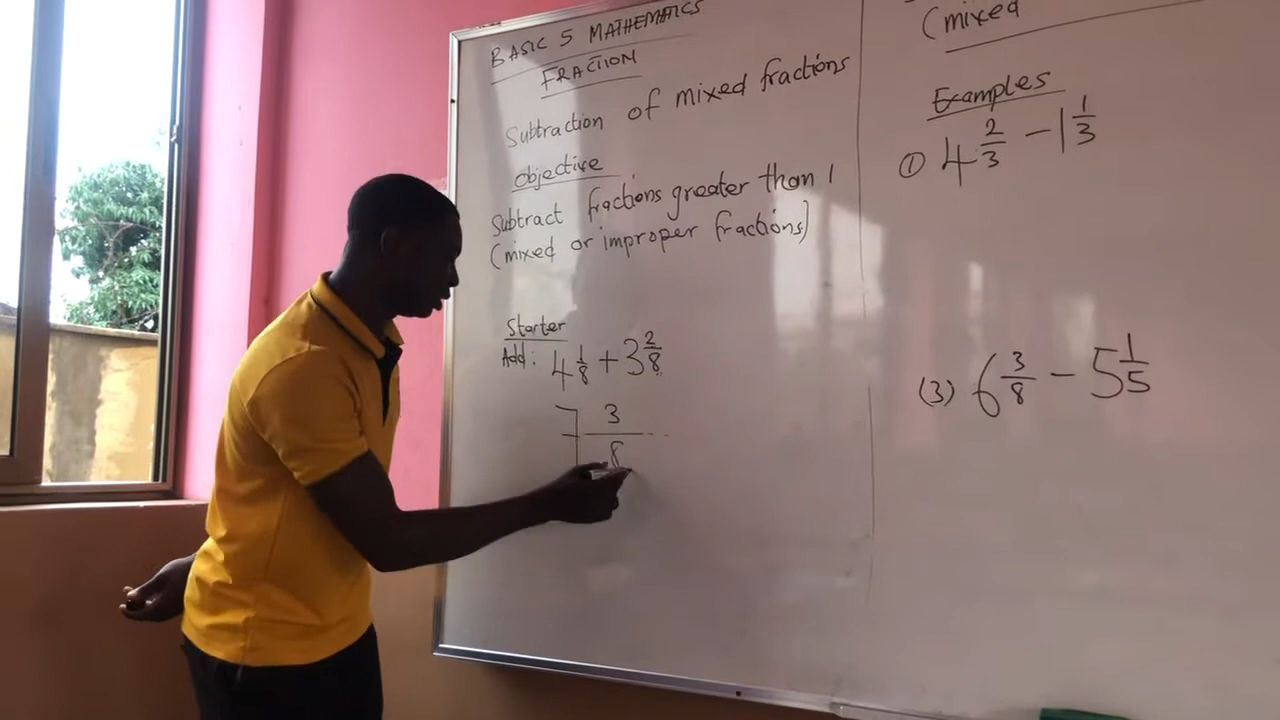 BASIC 5 MATHEMATICS
FRACTION
Subtraction of mixed fractions
Objective
Subtract fractions greater than 1
(mixed or improper fractions)
Starter
Add: 4 1/8 + 3 2/8
7 3/8
(mixed
Examples
① 4 2/3 - 1 1/3
(3) 6 3/8 - 5 1/5